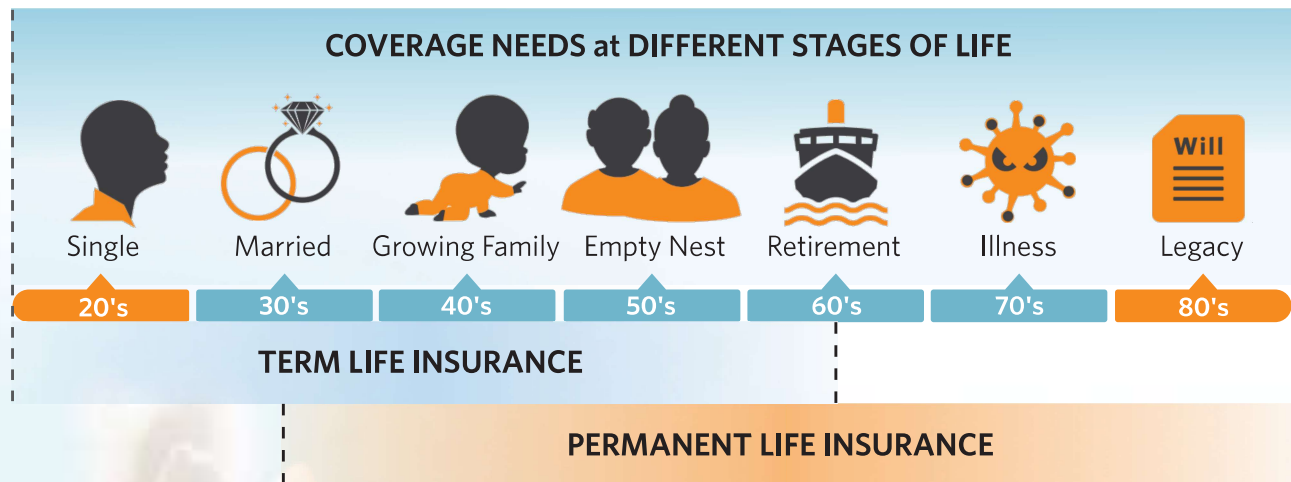 COVERAGE NEEDS at DIFFERENT STAGES OF LIFE
Will
Single Married Growing Family Empty Nest Retirement Illness Legacy
20's 30's 40's 50's 60's 70's 80's
TERM LIFE INSURANCE
PERMANENT LIFE INSURANCE